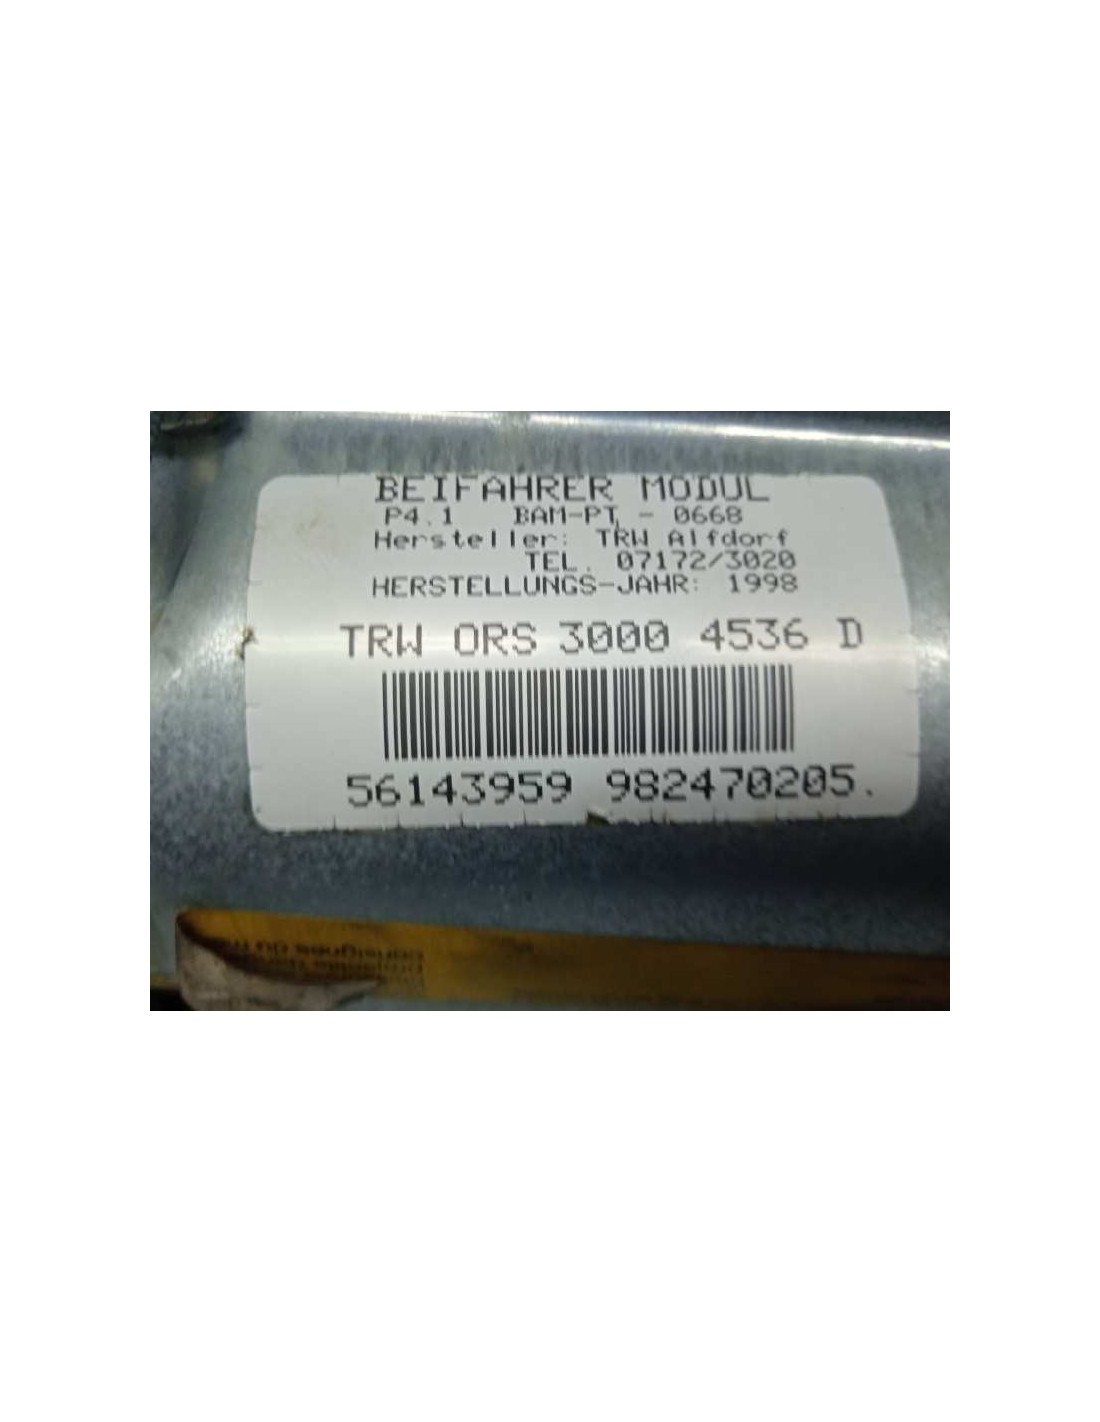 BEIFAHRER MODUL
P4.1 BAM-PT - 0668
Hersteller: TRW Alfdorf
TEL. 07172/3020
HERSTELLUNGS-JAHR: 1998
TRW ORS 3000 4536 D
56143959 982470205.
consignes